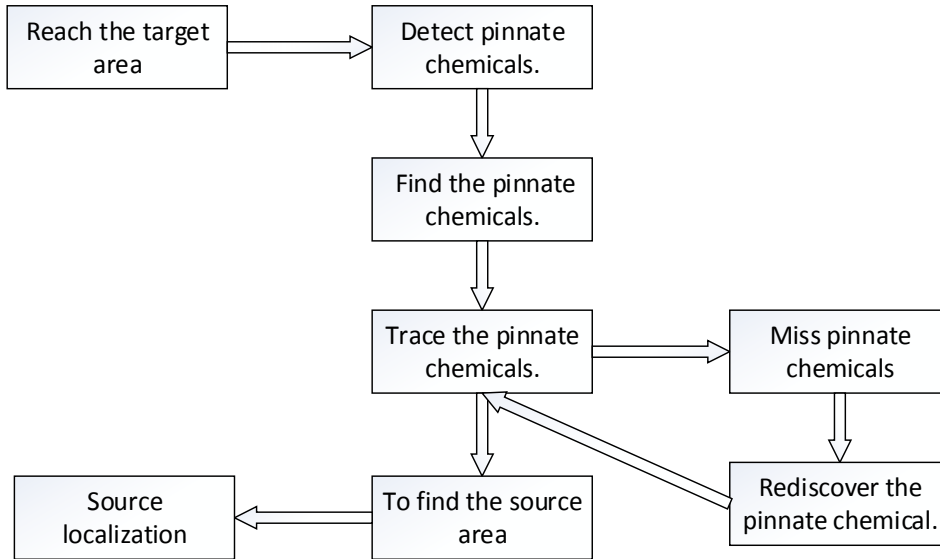 Reach the target
area
Detect pinnate
chemicals.
Find the pinnate
chemicals.
Trace the pinnate
chemicals.
Miss pinnate
chemicals
Rediscover the
pinnate chemical.
To find the source
area
Source
localization